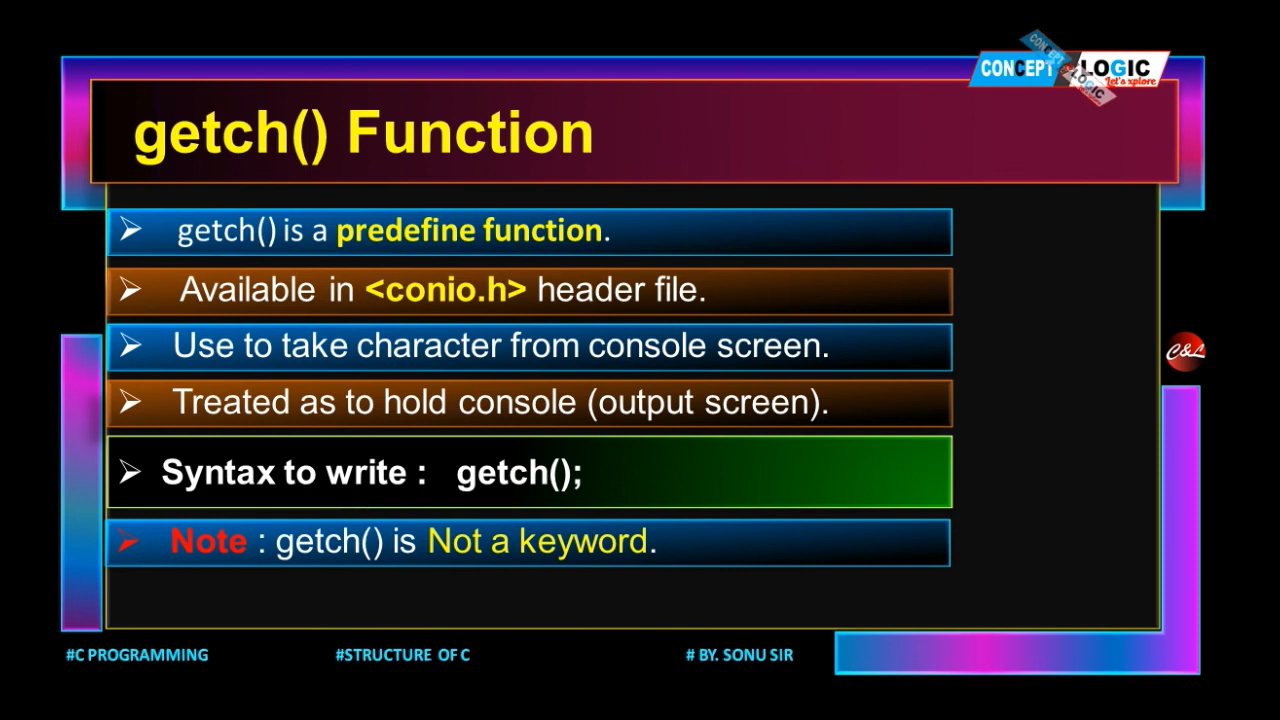 CONCEPT & LOGIC
Let's xplore
CONCEPT & LOGIC
getch() Function
getch() is a predefine function.
Available in <conio.h> header file.
Use to take character from console screen.
Treated as to hold console (output screen).
Syntax to write : getch();
Note : getch() is Not a keyword.
C&L
#C PROGRAMMING
#STRUCTURE OF C
# BY. SONU SIR